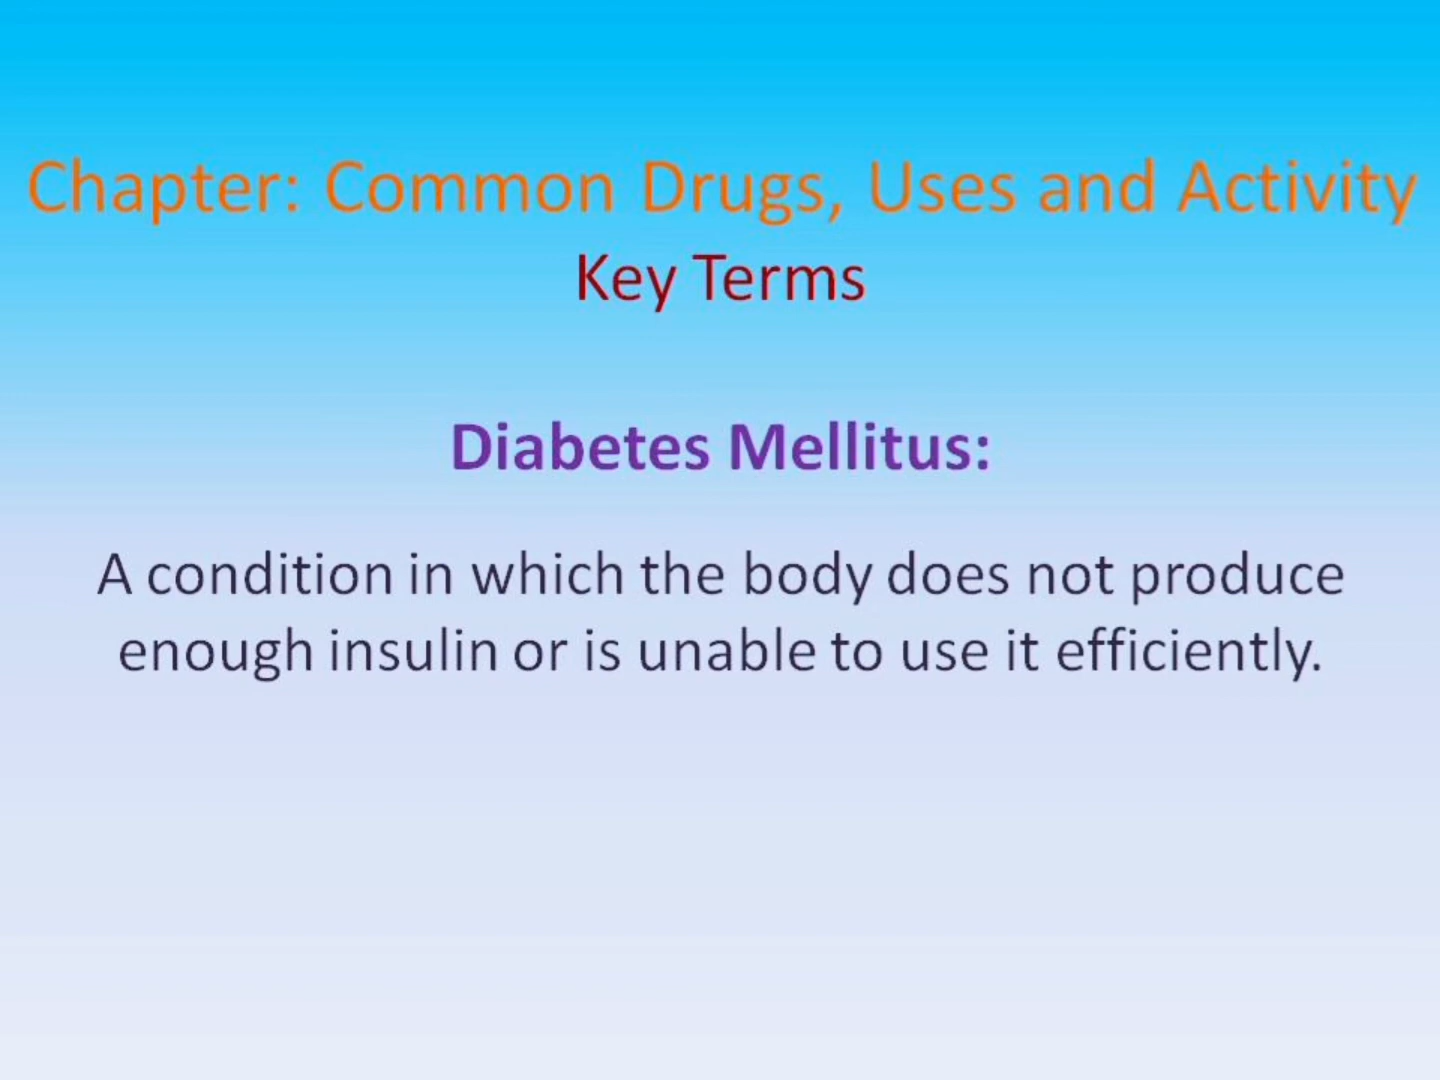 Chapter: Common Drugs, Uses and Activity
Key Terms
Diabetes Mellitus:
A condition in which the body does not produce
enough insulin or is unable to use it efficiently.